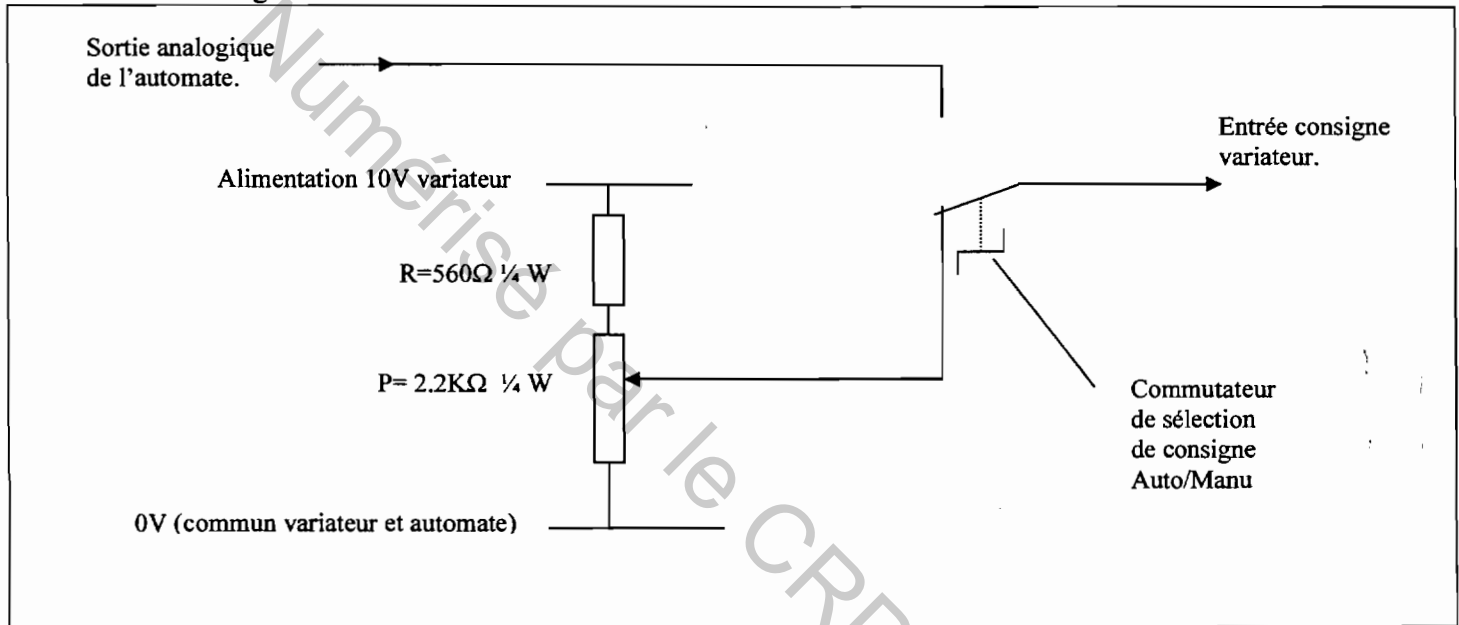 Sortie analogique
de l'automate.
Entrée consigne
variateur.
Alimentation 10V variateur
R=560Ω ¼ W
P= 2.2KΩ ¼ W
Commutateur
de sélection
de consigne
Auto/Manu
0V (commun variateur et automate)
Numérisé par le CRD